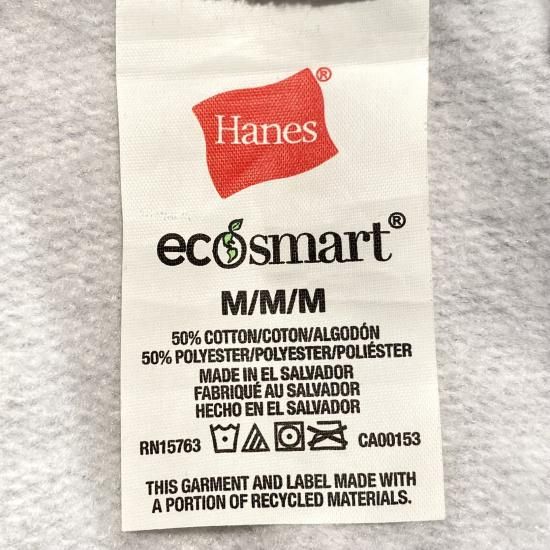 Hanes®
ecosmart®
M/M/M
50% COTTON/COTON/ALGODÓN
50% POLYESTER/POLYESTER/POLIÉSTER
MADE IN EL SALVADOR
FABRIQUÉ AU SALVADOR
HECHO EN EL SALVADOR
RN15763 CA00153
THIS GARMENT AND LABEL MADE WITH
A PORTION OF RECYCLED MATERIALS.